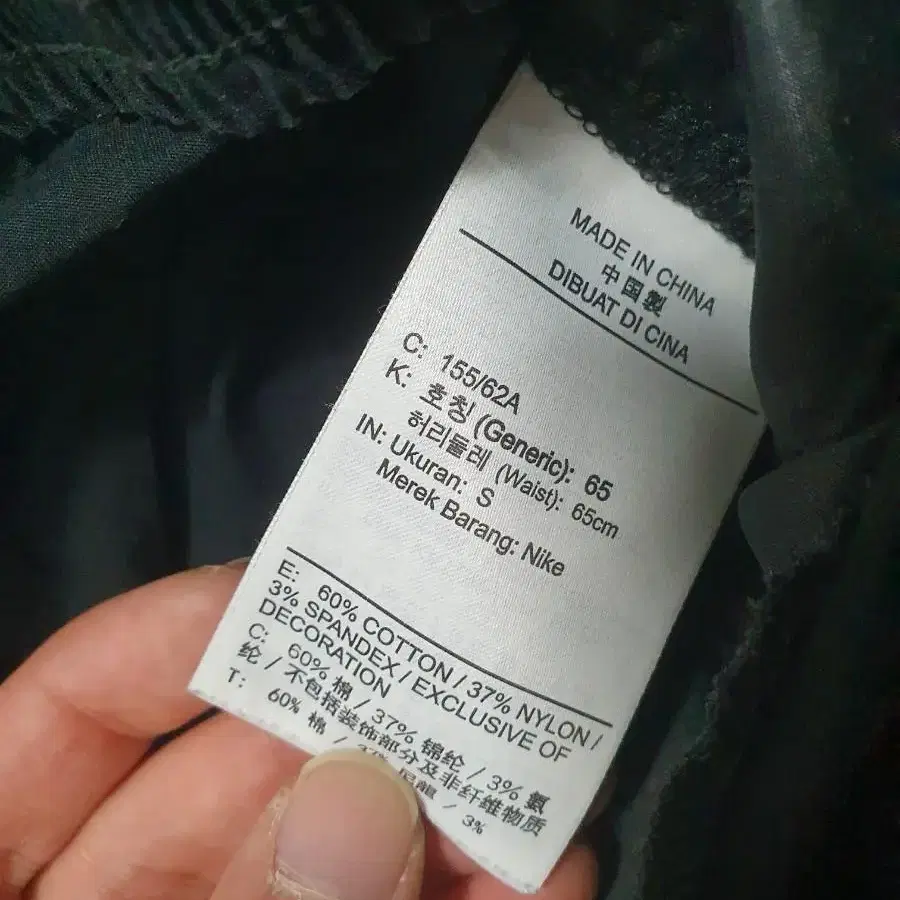 MADE IN CHINA
中国製
DIBUAT DI CINA
C: 155/62A
K: 호칭 (Generic): 65
허리둘레 (Waist): 65cm
IN: Ukuran: S
Merek Barang: Nike
E: 60% COTTON / 37% NYLON /
3% SPANDEX / EXCLUSIVE OF
DECORATION
C: 60% 棉 / 37% 锦纶 / 3% 氨
纶 / 不包括装饰部分及非纤维物质
T: 60% 棉 / 尼龍 / 3%